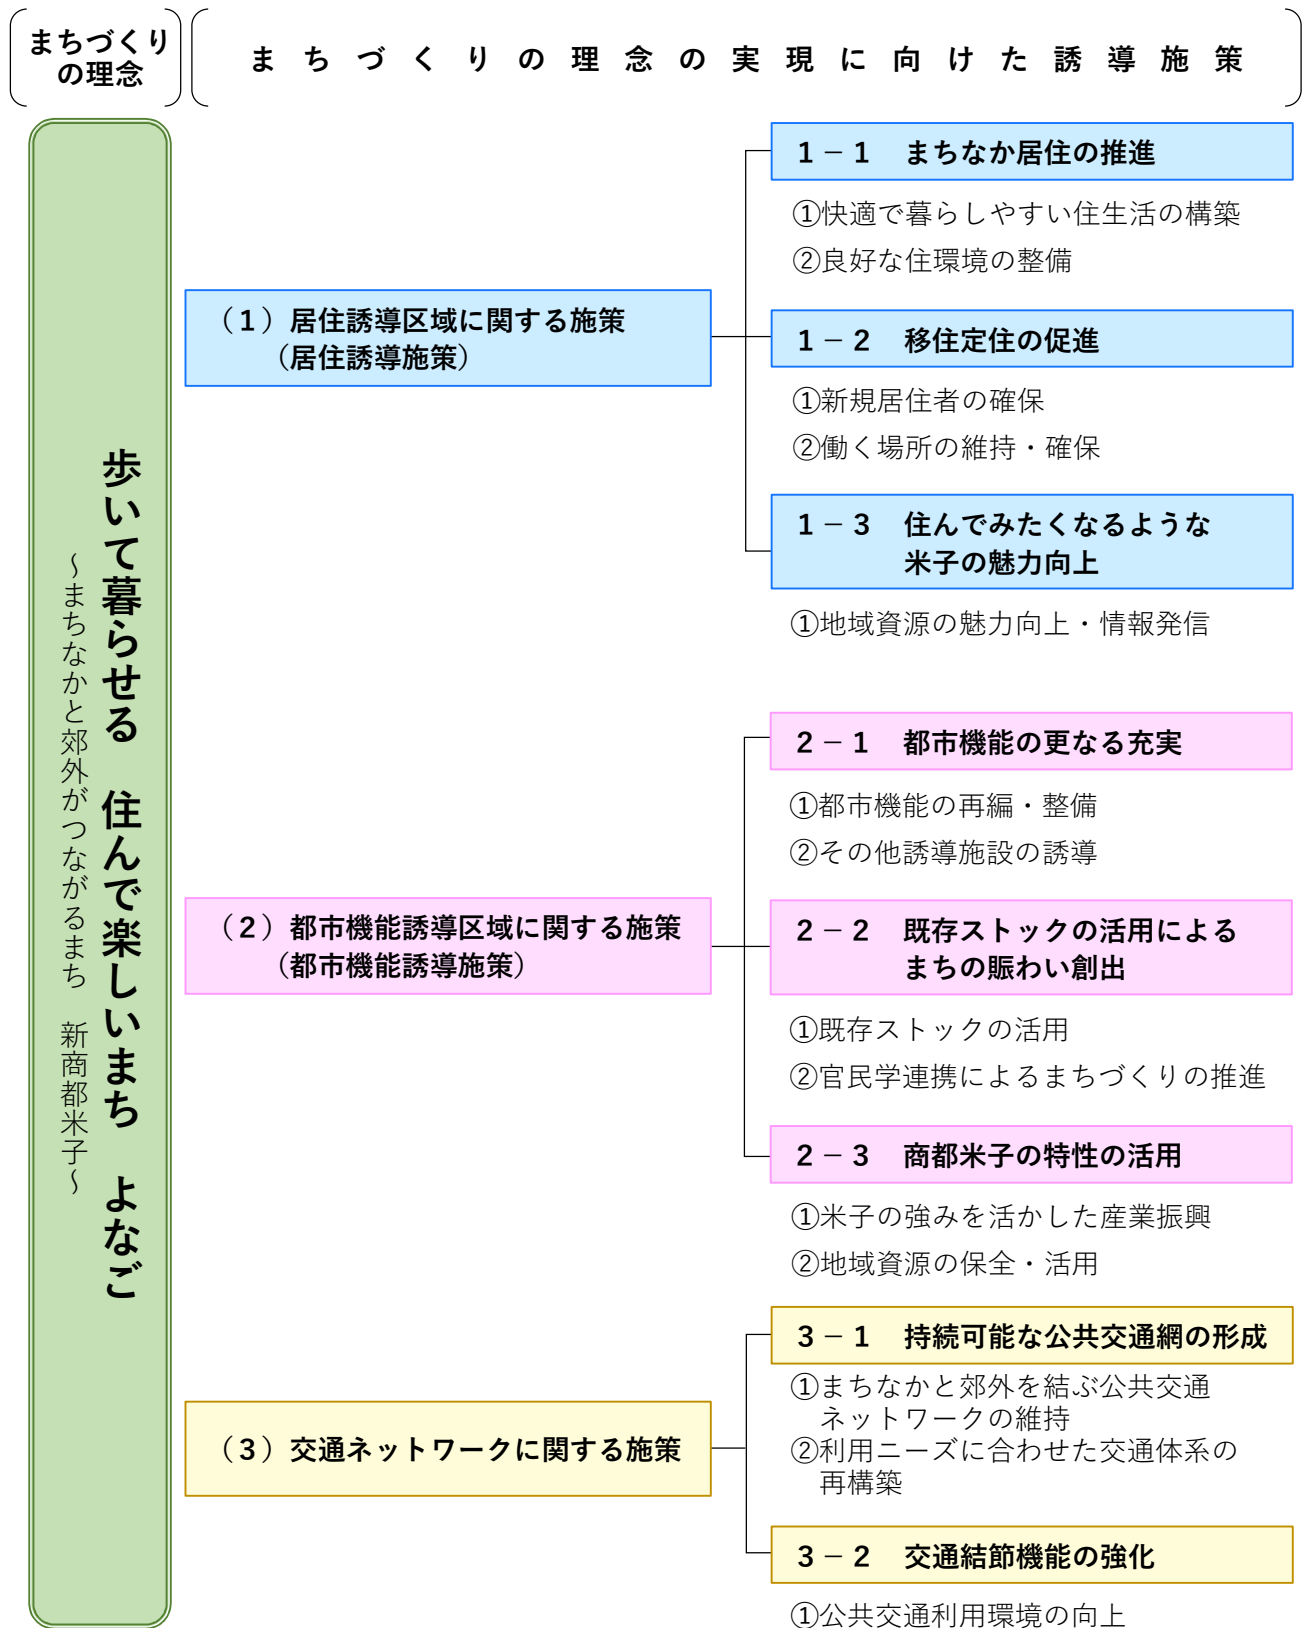 まちづくり
の理念
まちづくりの理念の実現に向けた誘導施策
歩いて暮らせる　住んで楽しいまち　よなご
～まちなかと郊外がつながるまち　新商都米子～
（１）居住誘導区域に関する施策
（居住誘導施策）
１－１　まちなか居住の推進
①快適で暮らしやすい住生活の構築
②良好な住環境の整備
１－２　移住定住の促進
①新規居住者の確保
②働く場所の維持・確保
１－３　住んでみたくなるような
米子の魅力向上
①地域資源の魅力向上・情報発信
（２）都市機能誘導区域に関する施策
（都市機能誘導施策）
２－１　都市機能の更なる充実
①都市機能の再編・整備
②その他誘導施設の誘導
２－２　既存ストックの活用による
まちの賑わい創出
①既存ストックの活用
②官民学連携によるまちづくりの推進
２－３　商都米子の特性の活用
①米子の強みを活かした産業振興
②地域資源の保全・活用
（３）交通ネットワークに関する施策
３－１　持続可能な公共交通網の形成
①まちなかと郊外を結ぶ公共交通
ネットワークの維持
②利用ニーズに合わせた交通体系の
再構築
３－２　交通結節機能の強化
①公共交通利用環境の向上